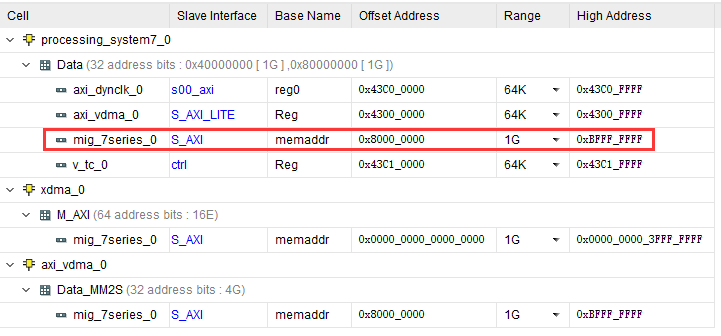 Cell Slave Interface Base Name Offset Address Range High Address
processing_system7_0
Data (32 address bits : 0x40000000 [ 1G ] ,0x80000000 [ 1G ])
axi_dynclk_0 s00_axi reg0 0x43C0_0000 64K 0x43C0_FFFF
axi_vdma_0 S_AXI_LITE Reg 0x4300_0000 64K 0x4300_FFFF
mig_7series_0 S_AXI memaddr 0x8000_0000 1G 0xBFFF_FFFF
v_tc_0 ctrl Reg 0x43C1_0000 64K 0x43C1_FFFF
xdma_0
M_AXI (64 address bits : 16E)
mig_7series_0 S_AXI memaddr 0x0000_0000_0000_0000 1G 0x0000_0000_3FFF_FFFF
axi_vdma_0
Data_MM2S (32 address bits : 4G)
mig_7series_0 S_AXI memaddr 0x8000_0000 1G 0xBFFF_FFFF